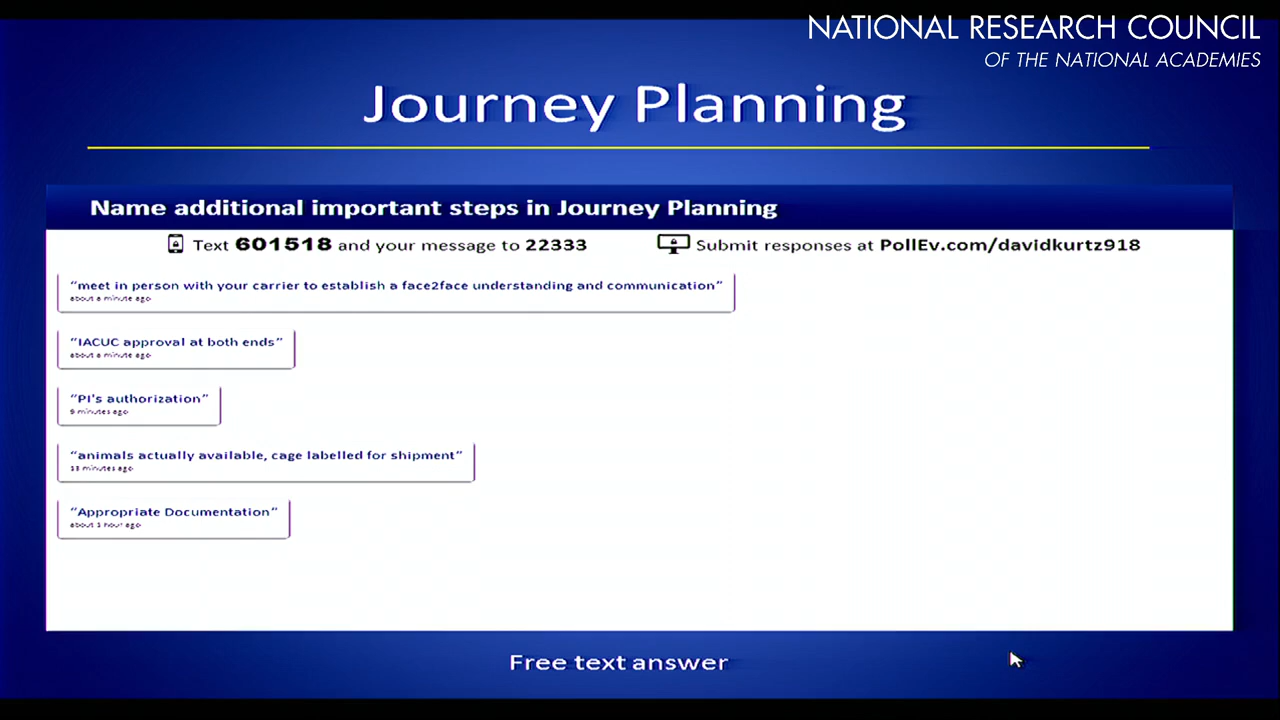 NATIONAL RESEARCH COUNCIL
OF THE NATIONAL ACADEMIES
Journey Planning
Name additional important steps in Journey Planning
Text 601518 and your message to 22333
Submit responses at PollEv.com/davidkurtz918
“meet in person with your carrier to establish a face2face understanding and communication”
about a minute ago
“IACUC approval at both ends”
about a minute ago
“PI's authorization”
9 minutes ago
“animals actually available, cage labelled for shipment”
13 minutes ago
“Appropriate Documentation”
about 1 hour ago
Free text answer